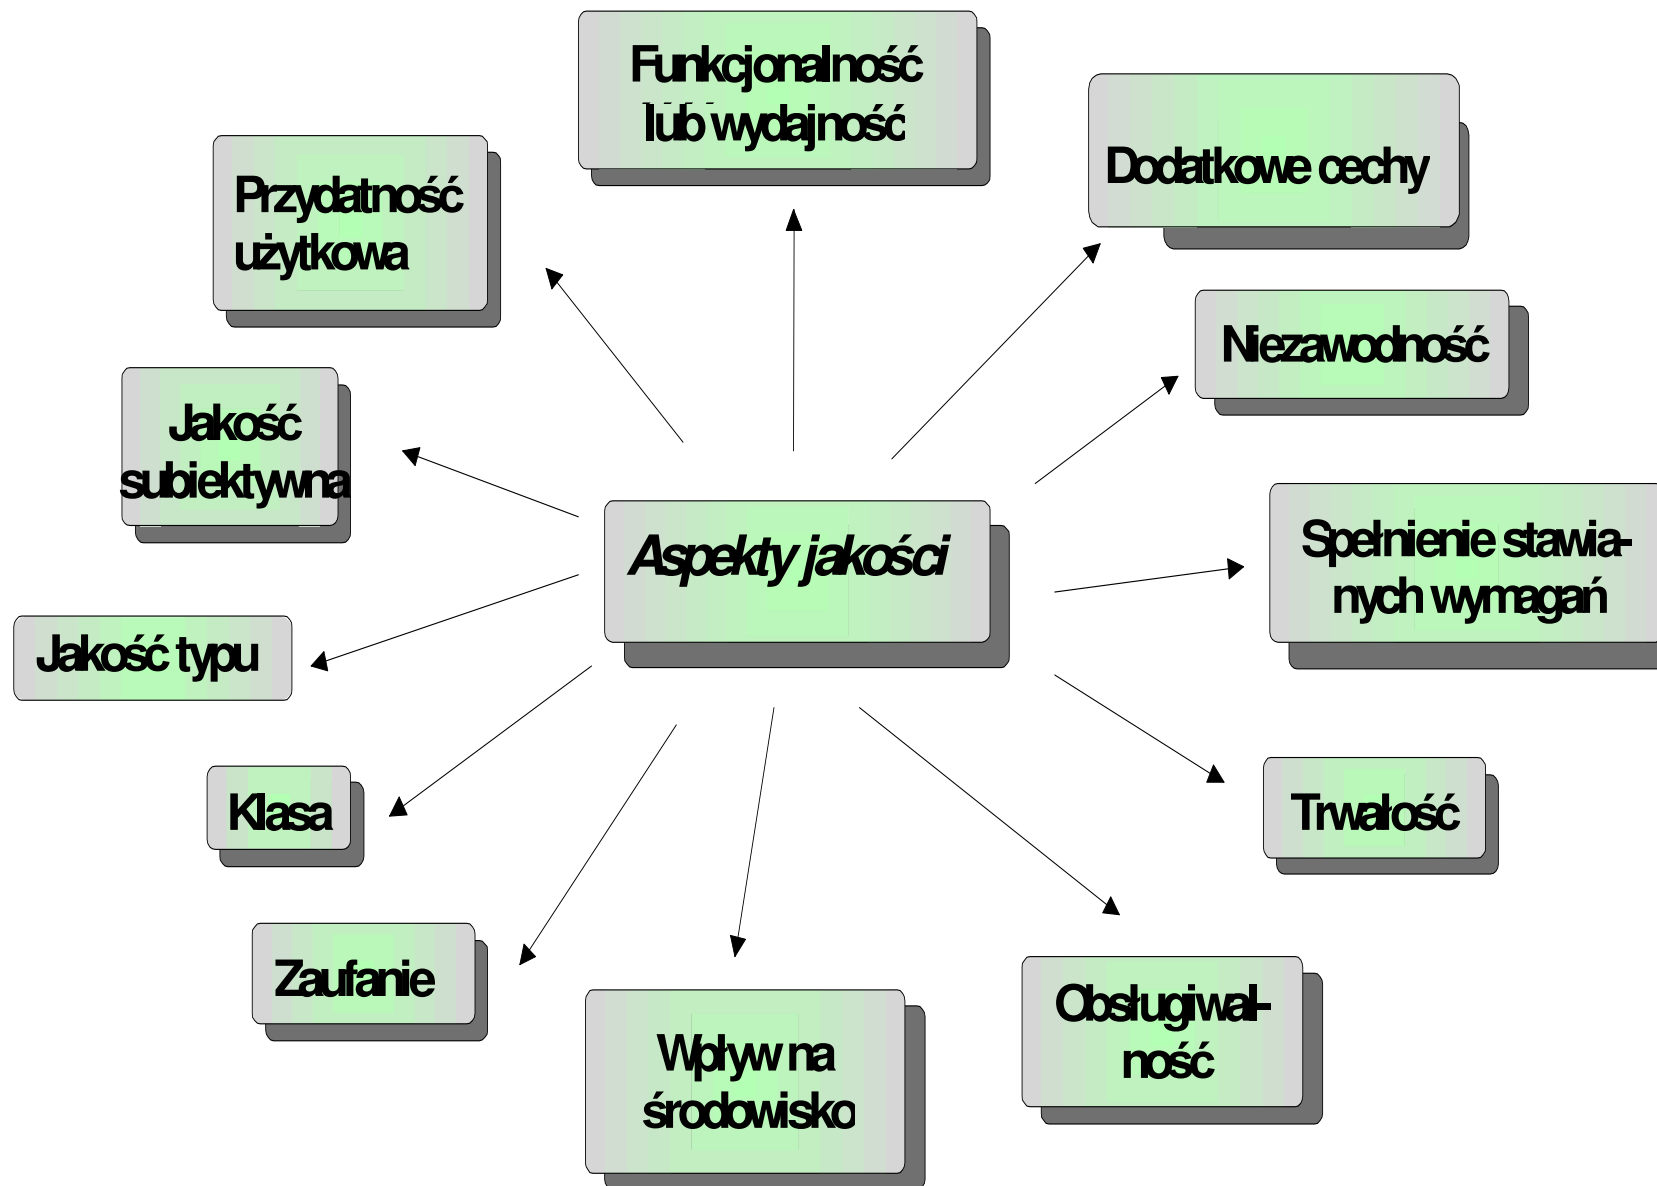 Funkcjonalność
lub wydajność
Dodatkowe cechy
Przydatność
użytkowa
Niezawodność
Jakość
subiektywna
Aspekty jakości
Spełnienie stawia-
nych wymagań
Jakość typu
Klasa
Trwałość
Zaufanie
Obsługiwal-
ność
Wpływ na
środowisko